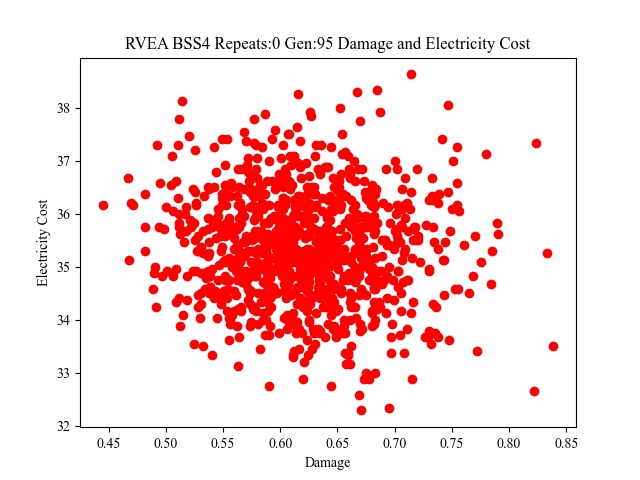 RVEA BSS4 Repeats:0 Gen:95 Damage and Electricity Cost
38
37
36
35
34
33
32
Electricity Cost
0.45 0.50 0.55 0.60 0.65 0.70 0.75 0.80 0.85
Damage